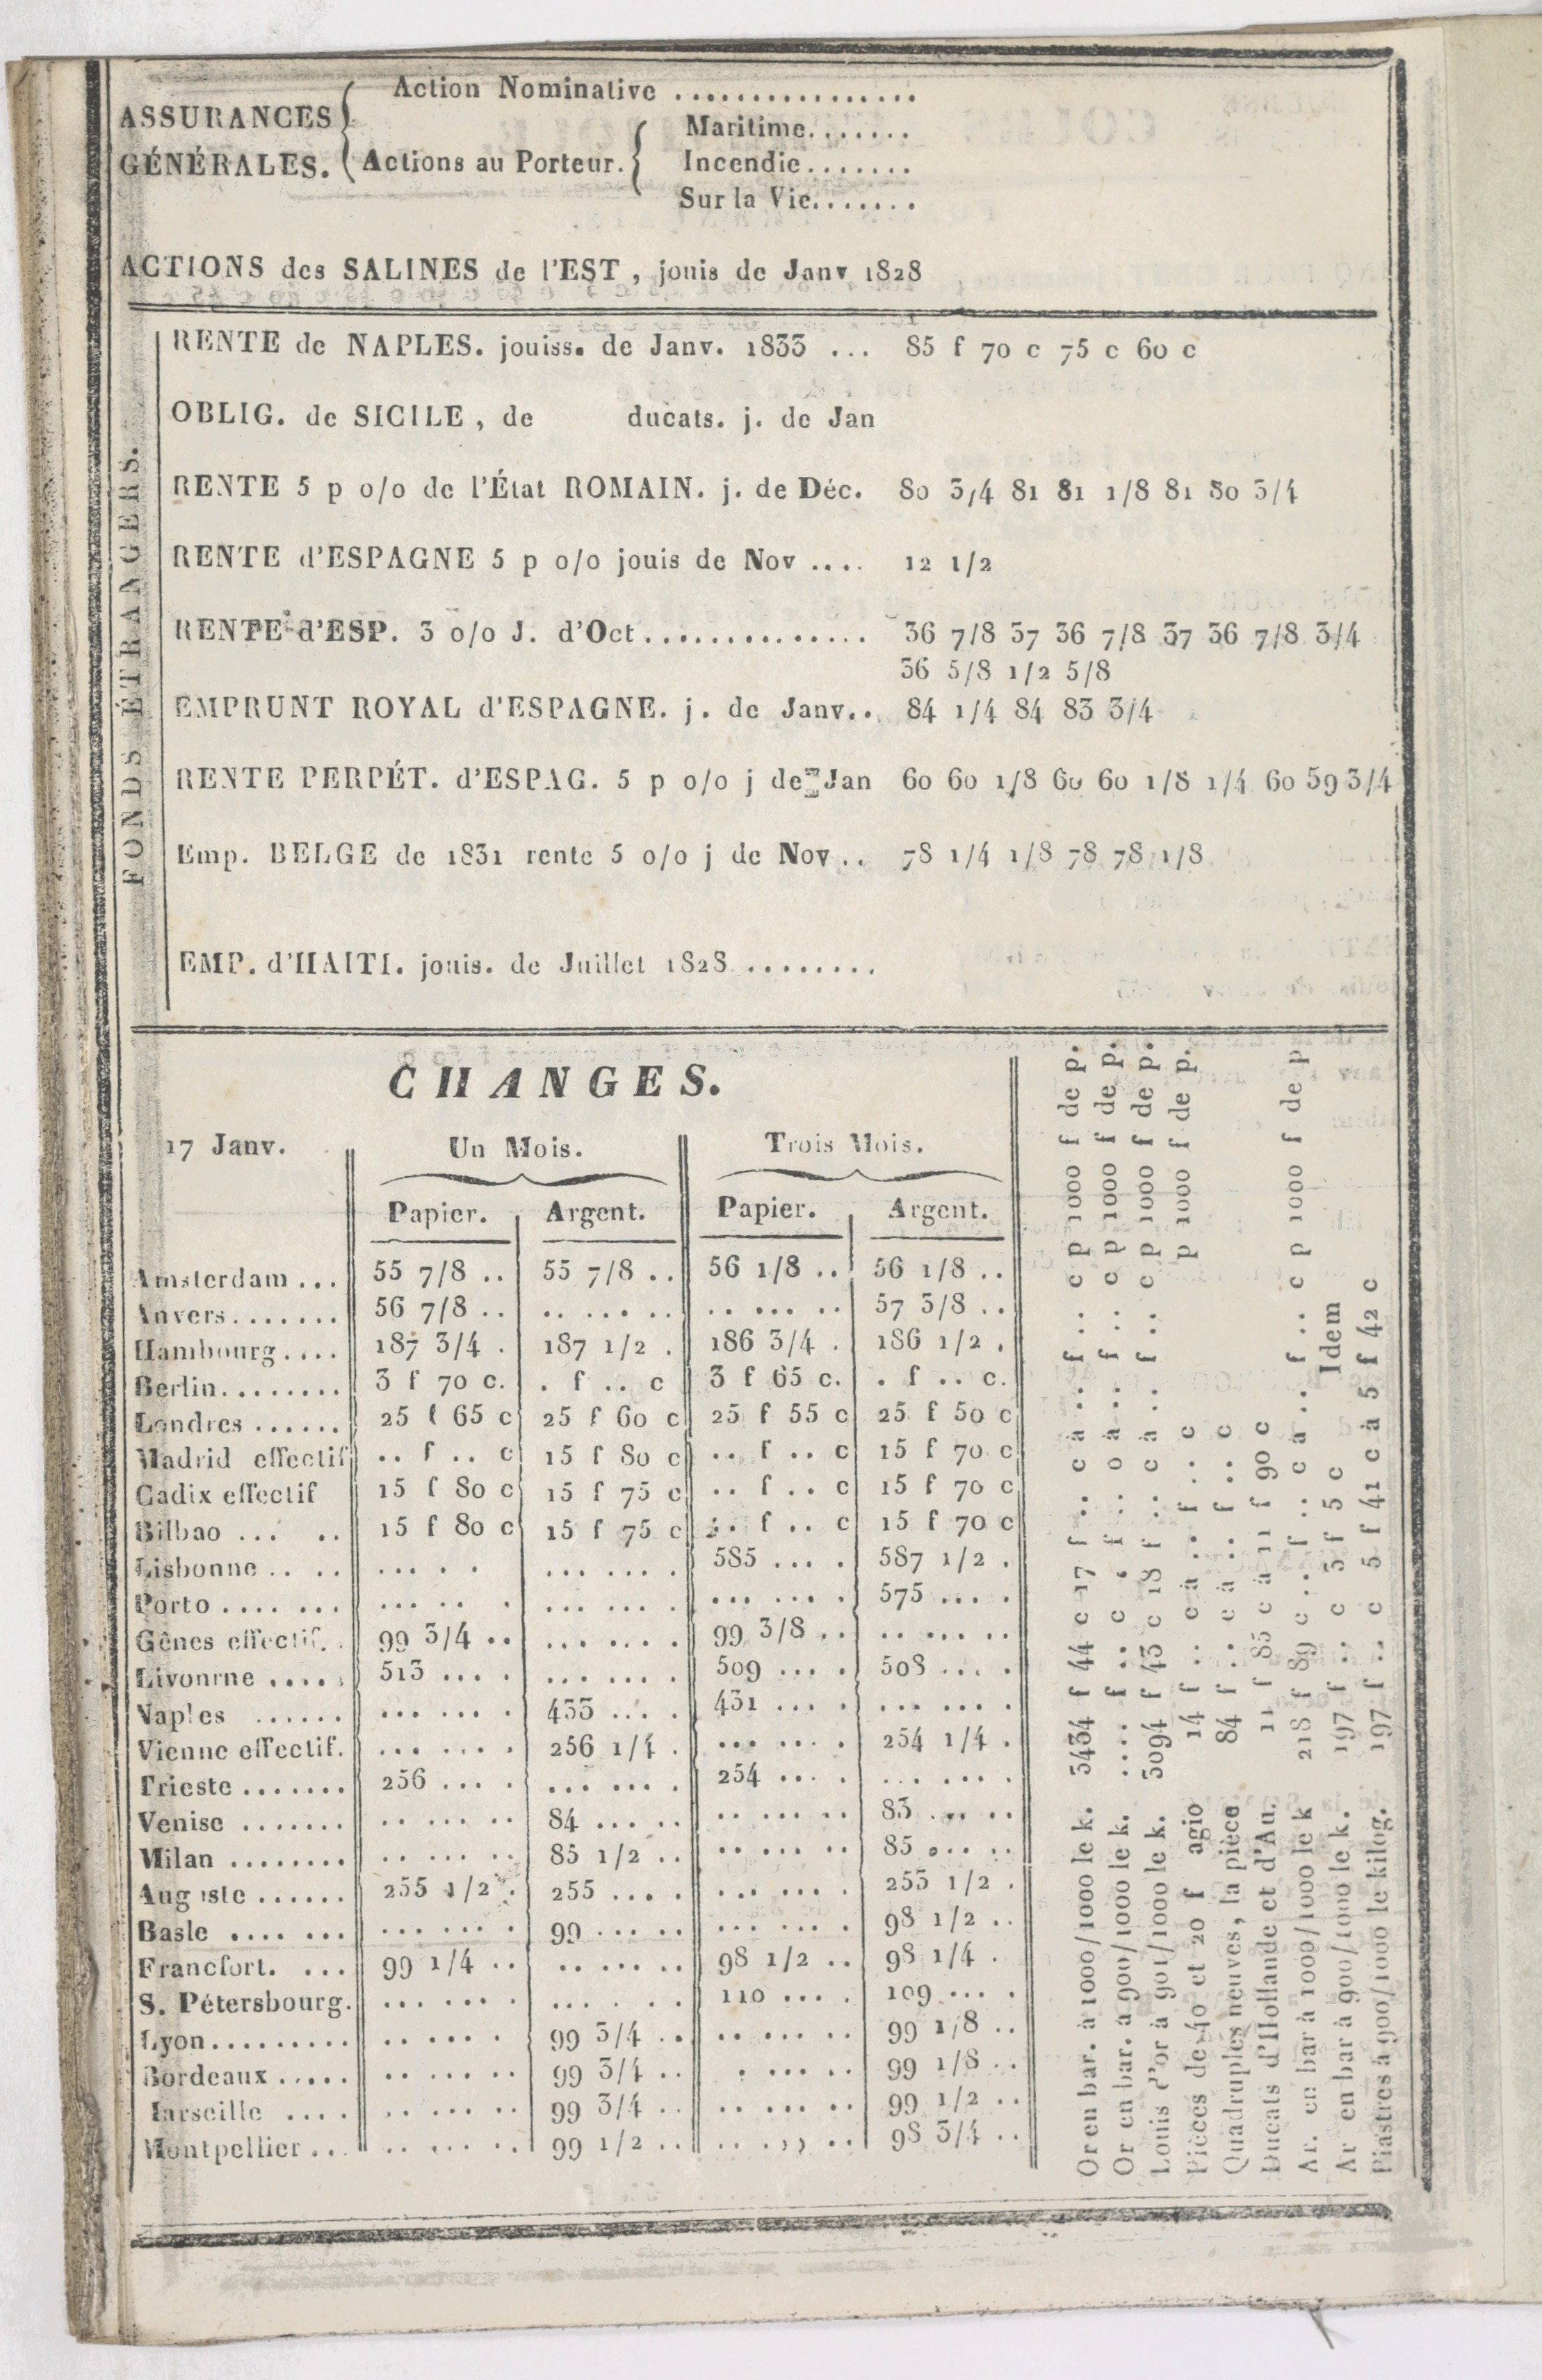 Action Nominative ................
ASSURANCES
GÉNÉRALES.
Actions au Porteur.
Maritime.......
Incendie.......
Sur la Vie.......
ACTIONS des SALINES de l'EST , jouis de Janv 1828
FONDS ÉTRANGERS.
RENTE de NAPLES. jouiss. de Janv. 1833 ... 85 f 70 c 75 c 60 c
OBLIG. de SICILE , de ducats. j. de Jan
RENTE 5 p o/o de l'État ROMAIN. j. de Déc. 80 3/4 81 81 1/8 81 80 3/4
RENTE d'ESPAGNE 5 p o/o jouis de Nov .... 12 1/2
RENTE d'ESP. 3 o/o J. d'Oct.............. 36 7/8 37 36 7/8 37 36 7/8 3/4
36 5/8 1/2 5/8
EMPRUNT ROYAL d'ESPAGNE. j. de Janv.. 84 1/4 84 83 3/4
RENTE PERPÉT. d'ESPAG. 5 p o/o j de Jan 60 60 1/8 60 60 1/8 1/4 60 59 3/4
Emp. BELGE de 1831 rente 5 o/o j de Nov .. 78 1/4 1/8 78 78 1/8
EMP. d'HAITI. jouis. de Juillet 1828 ........
CHANGES.
17 Janv. Un Mois. Trois Mois.
Papier. Argent. Papier. Argent.
Amsterdam ... 55 7/8 .. 55 7/8 .. 56 1/8 .. 56 1/8 ..
Anvers....... 56 7/8 .. .. ... .. .. ... .. 57 3/8 ..
Hambourg.... 187 3/4 . 187 1/2 . 186 3/4 . 186 1/2 .
Berlin........ 3 f 70 c. . f .. c 3 f 65 c. . f .. c.
Londres ...... 25 f 65 c 25 f 60 c 25 f 55 c 25 f 50 c
Madrid effectif .. f .. c 15 f 80 c .. f .. c 15 f 70 c
Cadix effectif 15 f 80 c 15 f 75 c .. f .. c 15 f 70 c
Bilbao ... .. 15 f 80 c 15 f 75 c .. f .. c 15 f 70 c
Lisbonne .. .. ... . . ... ... . 585 ... . 587 1/2 .
Porto .... ... ... .. . ... ... . ... ... . 575 ... .
Gênes effectif. . 99 3/4 .. ... ... . 99 3/8 .. .. ... ..
Livourne ..... 513 ... . ... ... . 509 ... . 508 ... .
Naples ...... ... ... . 433 ... . 431 ... . ... ... .
Vienne effectif. ... ... . 256 1/4 . ... ... . 254 1/4 .
Trieste ....... 256 ... . ... ... . 254 ... . ... ... .
Venise ....... .. ... .. 84 ... .. .. ... .. 83 ... ..
Milan ........ .. ... .. 85 1/2 .. .. ... .. 85 ... ..
Auguste ...... 255 1/2 . 255 ... . ... ... . 253 1/2 .
Basle .... ... ... ... . 99 ... .. ... ... . 98 1/2 ..
Francfort. ... 99 1/4 .. .. ... .. 98 1/2 .. 98 1/4 .
S. Pétersbourg. ... ... . ... . . . 110 ... . 109 ... .
Lyon......... .. ... . 99 3/4 .. .. ... .. 99 1/8 ..
Bordeaux ..... .. ... .. 99 3/4 .. . ... .. 99 1/8 ..
Marseille .... .. ... .. 99 3/4 .. .. ... .. 99 1/2 ..
Montpellier ... .. ... .. 99 1/2 .. .. ... .. 98 3/4 ..
Or en bar. à 1000/1000 le k. 3434 f 44 c 17 f .. c à .. f .. c p 1000 f de p.
Or en bar. à 900/1000 le k. .... f .. c f .. à .. f .. c p 1000 f de p.
Louis d'or à 901/1000 le k. 3094 f 43 c 18 f .. c à .. f .. c p 1000 f de p.
Pièces de 40 et 20 f agio 14 f .. c à .. f .. c p 1000 f de p.
Quadruples neuves, la pièce 84 f .. c à .. f .. c
Ducats d'Hollande et d'Au. 11 f 85 c à 11 f 90 c
Ar. en bar à 1000/1000 le k 218 f 89 c .. f .. c à .. f ... c p 1000 f de p
Ar en bar à 900/1000 le k. 197 f .. c 3 f 5 c Idem
Piastres à 900/1000 le kilog. 197 f .. c 5 f 41 c à 5 f 42 c